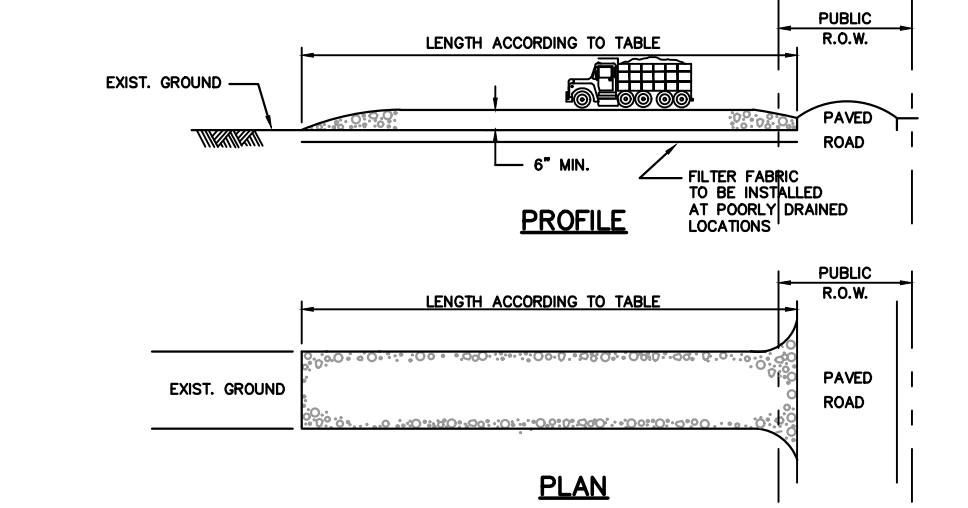 PUBLIC
R.O.W.
LENGTH ACCORDING TO TABLE
EXIST. GROUND
PAVED
ROAD
6" MIN.
FILTER FABRIC
TO BE INSTALLED
AT POORLY DRAINED
LOCATIONS
PROFILE
PUBLIC
R.O.W.
LENGTH ACCORDING TO TABLE
EXIST. GROUND
PAVED
ROAD
PLAN